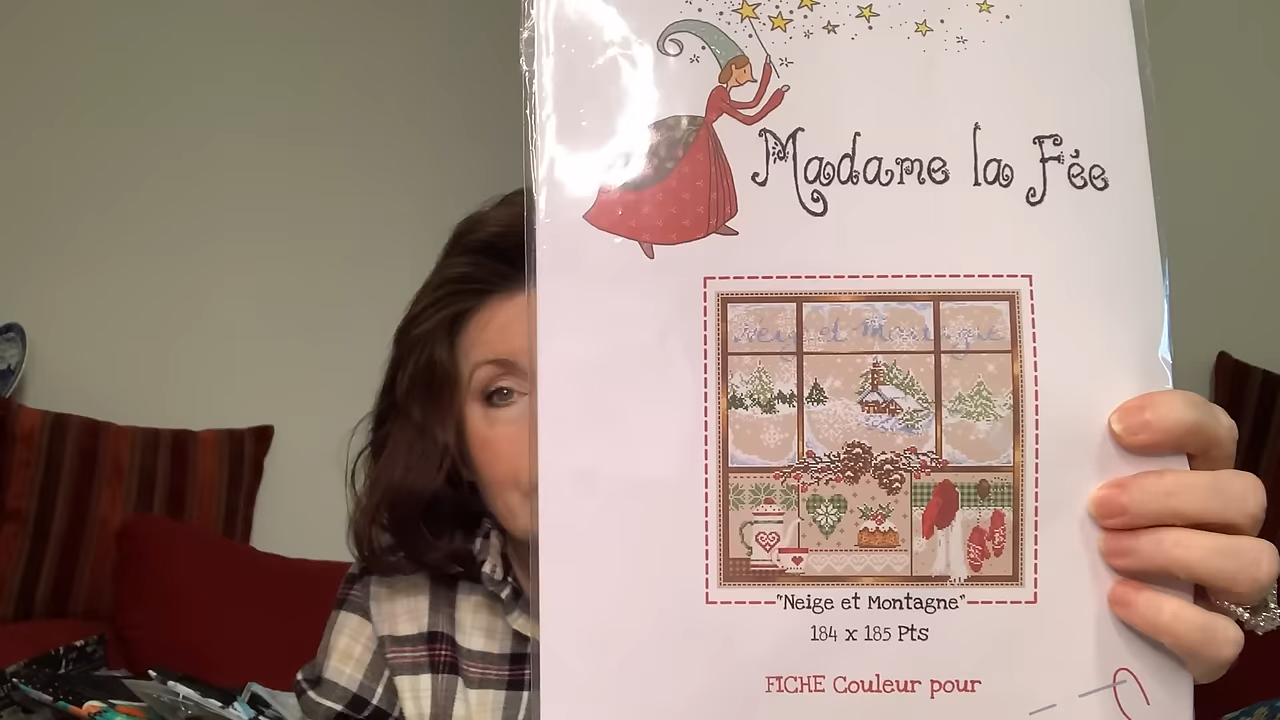 Madame la Fée
Neige et Montagne
"Neige et Montagne"
184 x 185 Pts
FICHE Couleur pour